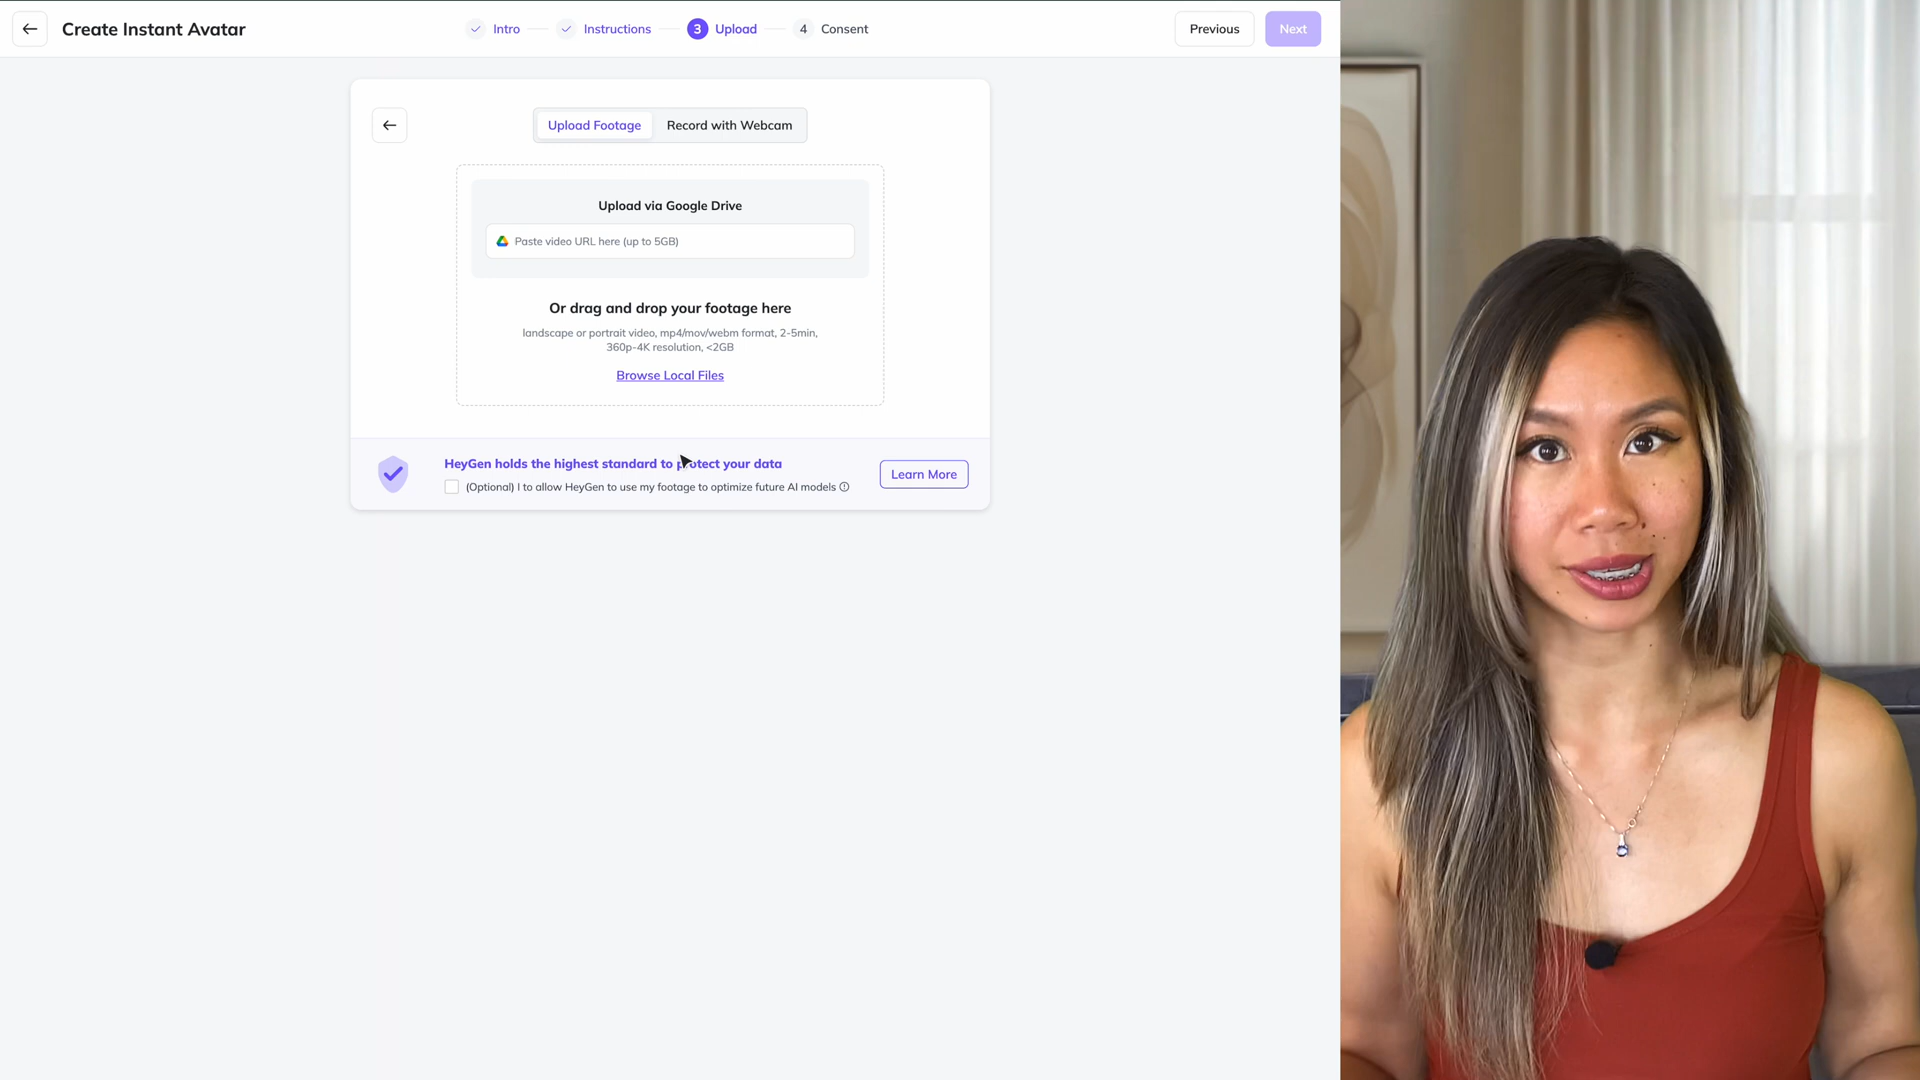 Create Instant Avatar
Intro
Instructions
3 Upload
4 Consent
Previous
Next
Upload Footage
Record with Webcam
Upload via Google Drive
Paste video URL here (up to 5GB)
Or drag and drop your footage here
landscape or portrait video, mp4/mov/webm format, 2-5min,
360p-4K resolution, <2GB
Browse Local Files
HeyGen holds the highest standard to protect your data
(Optional) I to allow HeyGen to use my footage to optimize future AI models
Learn More